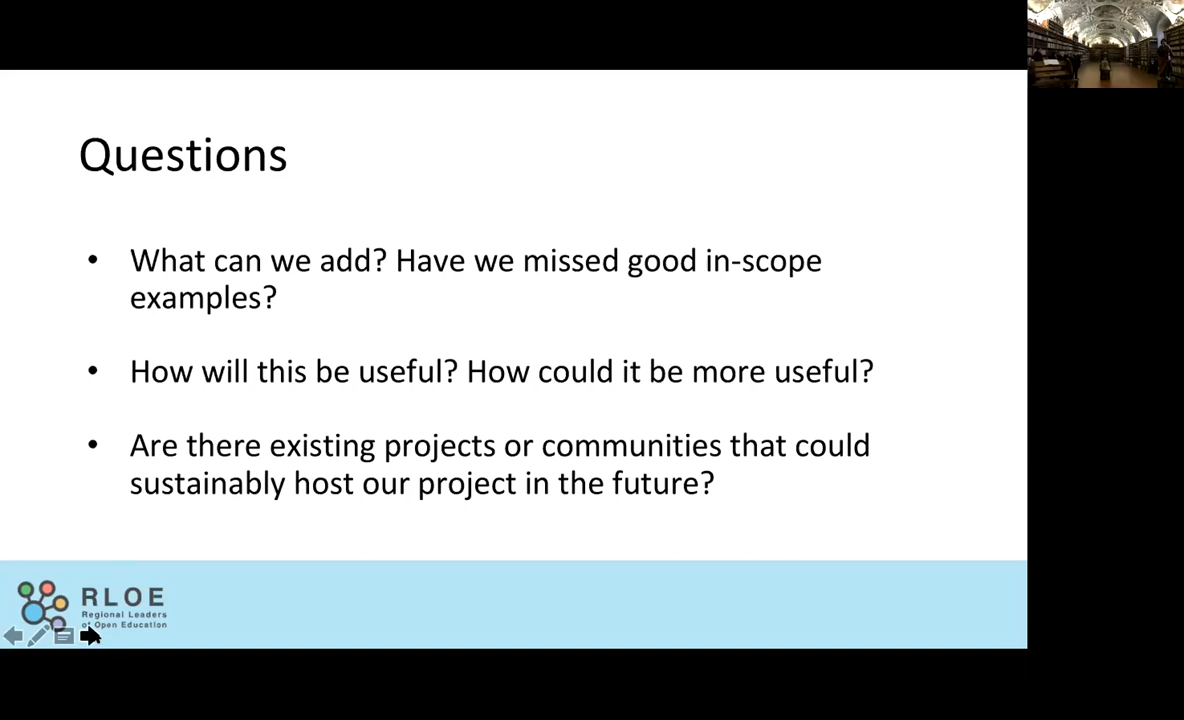 Questions
• What can we add? Have we missed good in-scope
examples?
• How will this be useful? How could it be more useful?
• Are there existing projects or communities that could
sustainably host our project in the future?
RLOE
Regional Leaders
of Open Education